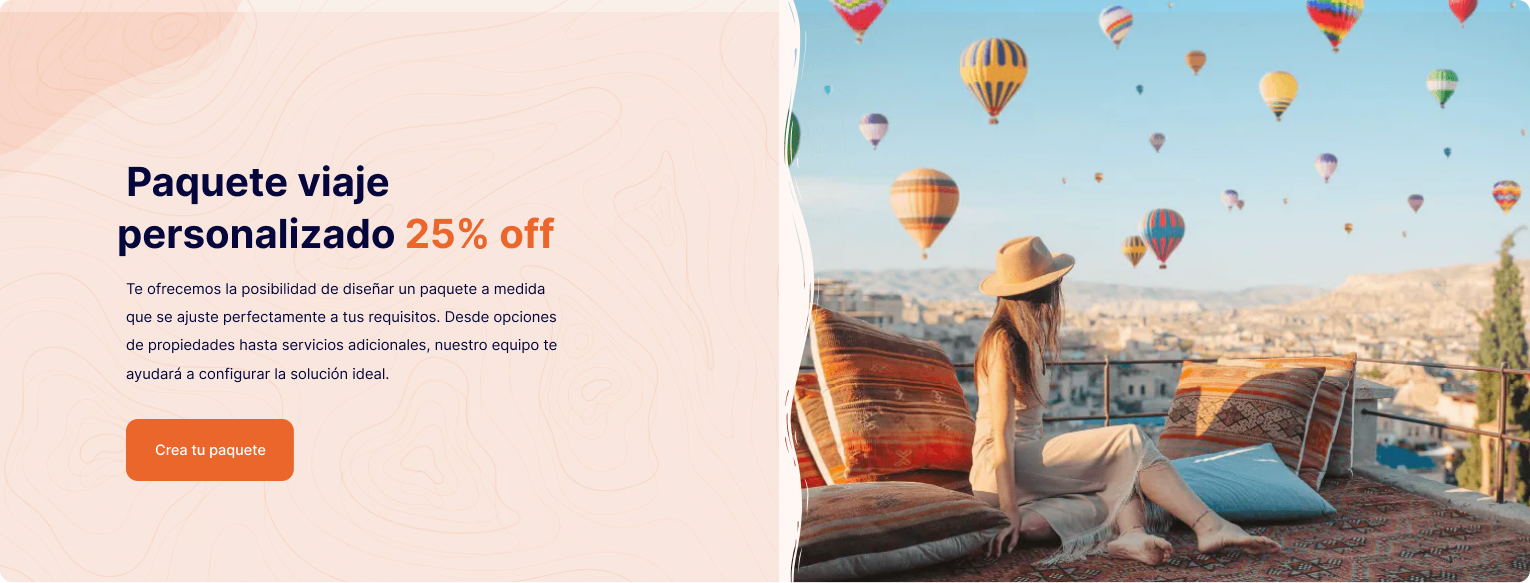 Paquete viaje
personalizado 25% off
Te ofrecemos la posibilidad de diseñar un paquete a medida
que se ajuste perfectamente a tus requisitos. Desde opciones
de propiedades hasta servicios adicionales, nuestro equipo te
ayudará a configurar la solución ideal.
Crea tu paquete